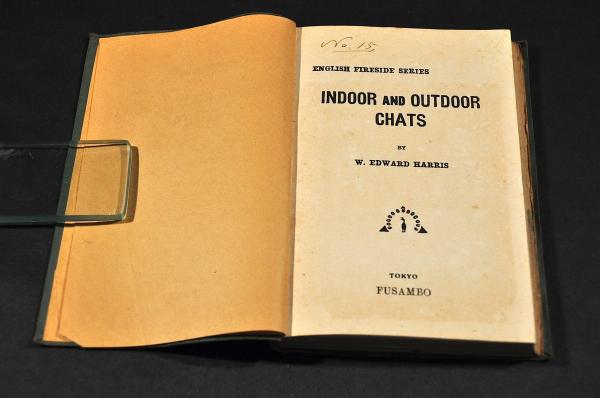 No. 15,
ENGLISH FIRESIDE SERIES
INDOOR AND OUTDOOR
CHATS
BY
W. EDWARD HARRIS
TOKYO
FUSAMBO